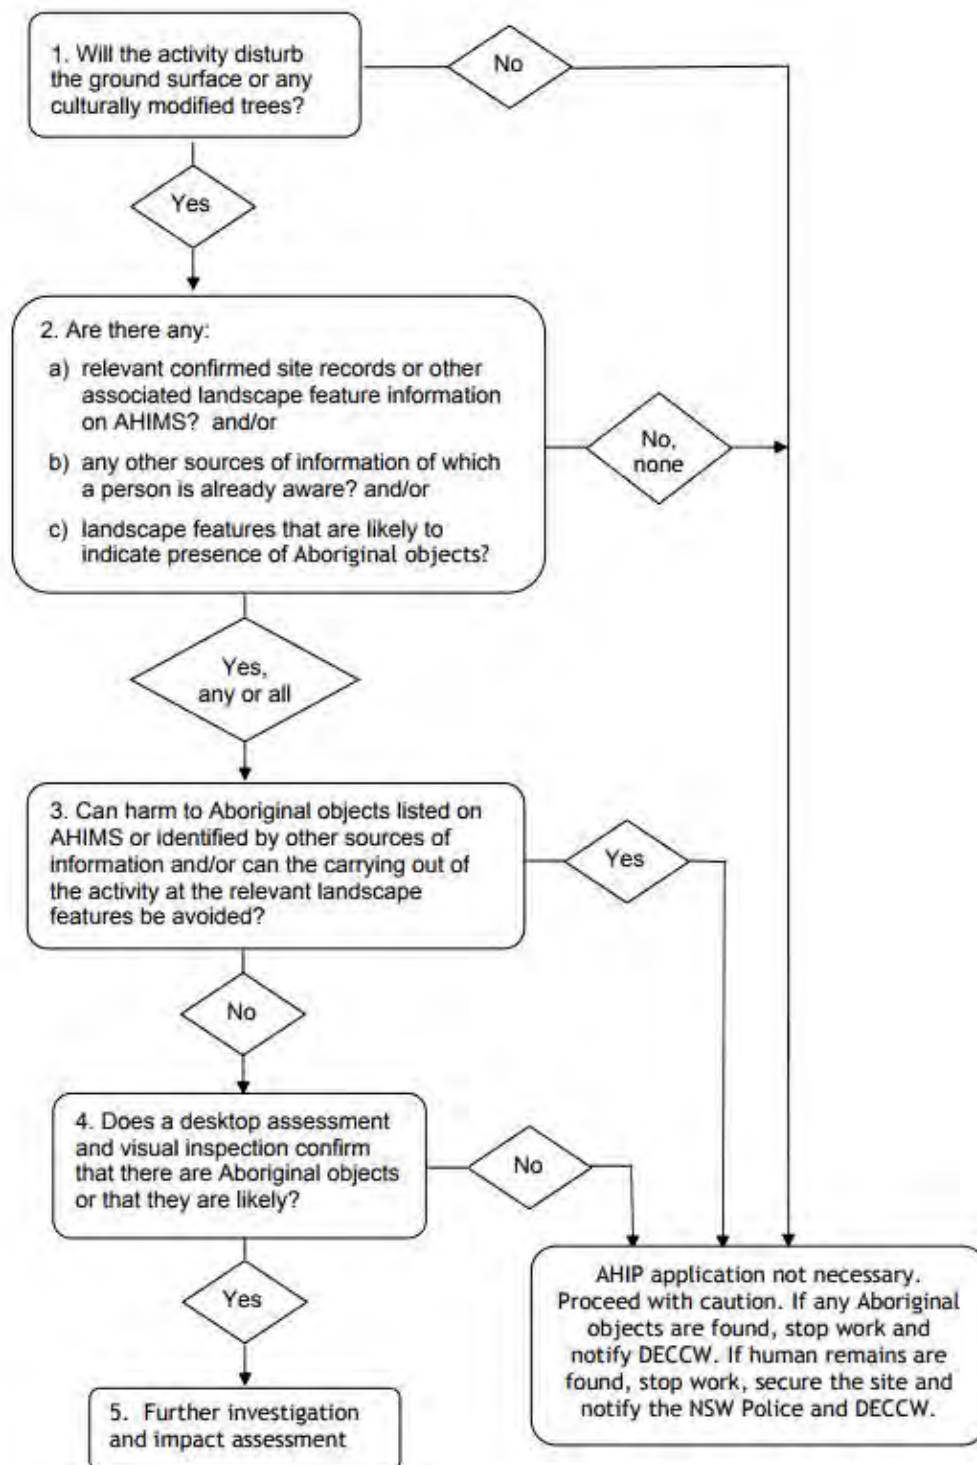 1. Will the activity disturb
the ground surface or any
culturally modified trees?
No
Yes
2. Are there any:
a) relevant confirmed site records or other
associated landscape feature information
on AHIMS? and/or
b) any other sources of information of which
a person is already aware? and/or
c) landscape features that are likely to
indicate presence of Aboriginal objects?
No,
none
Yes,
any or all
3. Can harm to Aboriginal objects listed on
AHIMS or identified by other sources of
information and/or can the carrying out of
the activity at the relevant landscape
features be avoided?
Yes
No
4. Does a desktop assessment
and visual inspection confirm
that there are Aboriginal objects
or that they are likely?
No
Yes
AHIP application not necessary.
Proceed with caution. If any Aboriginal
objects are found, stop work and
notify DECCW. If human remains are
found, stop work, secure the site and
notify the NSW Police and DECCW.
5. Further investigation
and impact assessment